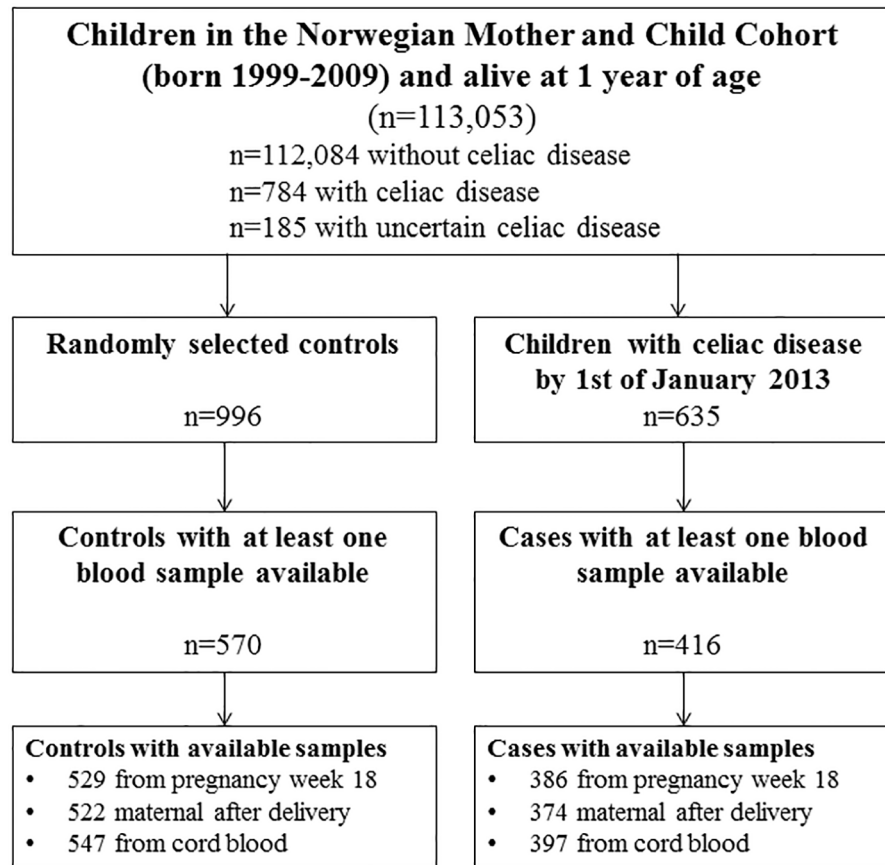 Children in the Norwegian Mother and Child Cohort
(born 1999-2009) and alive at 1 year of age
(n=113,053)
n=112,084 without celiac disease
n=784 with celiac disease
n=185 with uncertain celiac disease
Randomly selected controls
n=996
Children with celiac disease
by 1st of January 2013
n=635
Controls with at least one
blood sample available
n=570
Cases with at least one blood
sample available
n=416
Controls with available samples
• 529 from pregnancy week 18
• 522 maternal after delivery
• 547 from cord blood
Cases with available samples
• 386 from pregnancy week 18
• 374 maternal after delivery
• 397 from cord blood